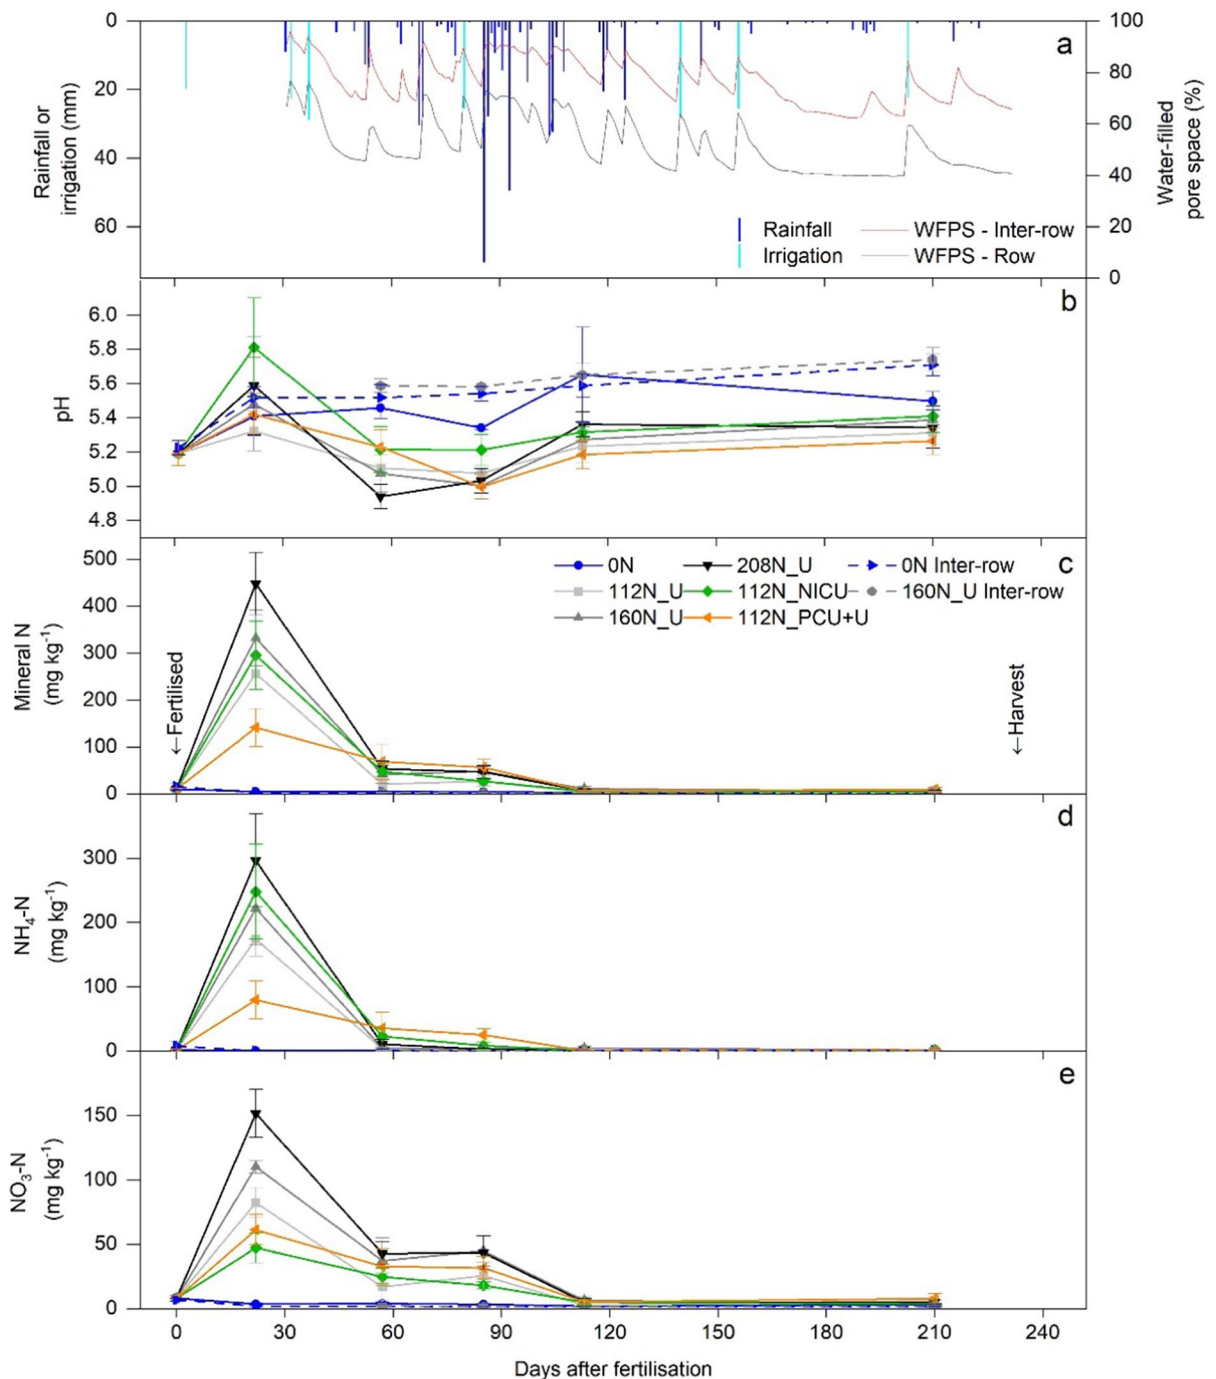 a
0
20
40
60
Rainfall or
irrigation (mm)
100
80
60
40
20
0
Water-filled
pore space (%)
Rainfall
WFPS - Inter-row
Irrigation
WFPS - Row
b
6.0
5.8
5.6
5.4
5.2
5.0
4.8
pH
c
500
400
300
200
100
0
Mineral N
(mg kg⁻¹)
0N
208N_U
0N Inter-row
112N_U
112N_NICU
160N_U Inter-row
160N_U
112N_PCU+U
←Fertilised
←Harvest
d
300
200
100
0
NH₄-N
(mg kg⁻¹)
e
150
100
50
0
NO₃-N
(mg kg⁻¹)
0 30 60 90 120 150 180 210 240
Days after fertilisation